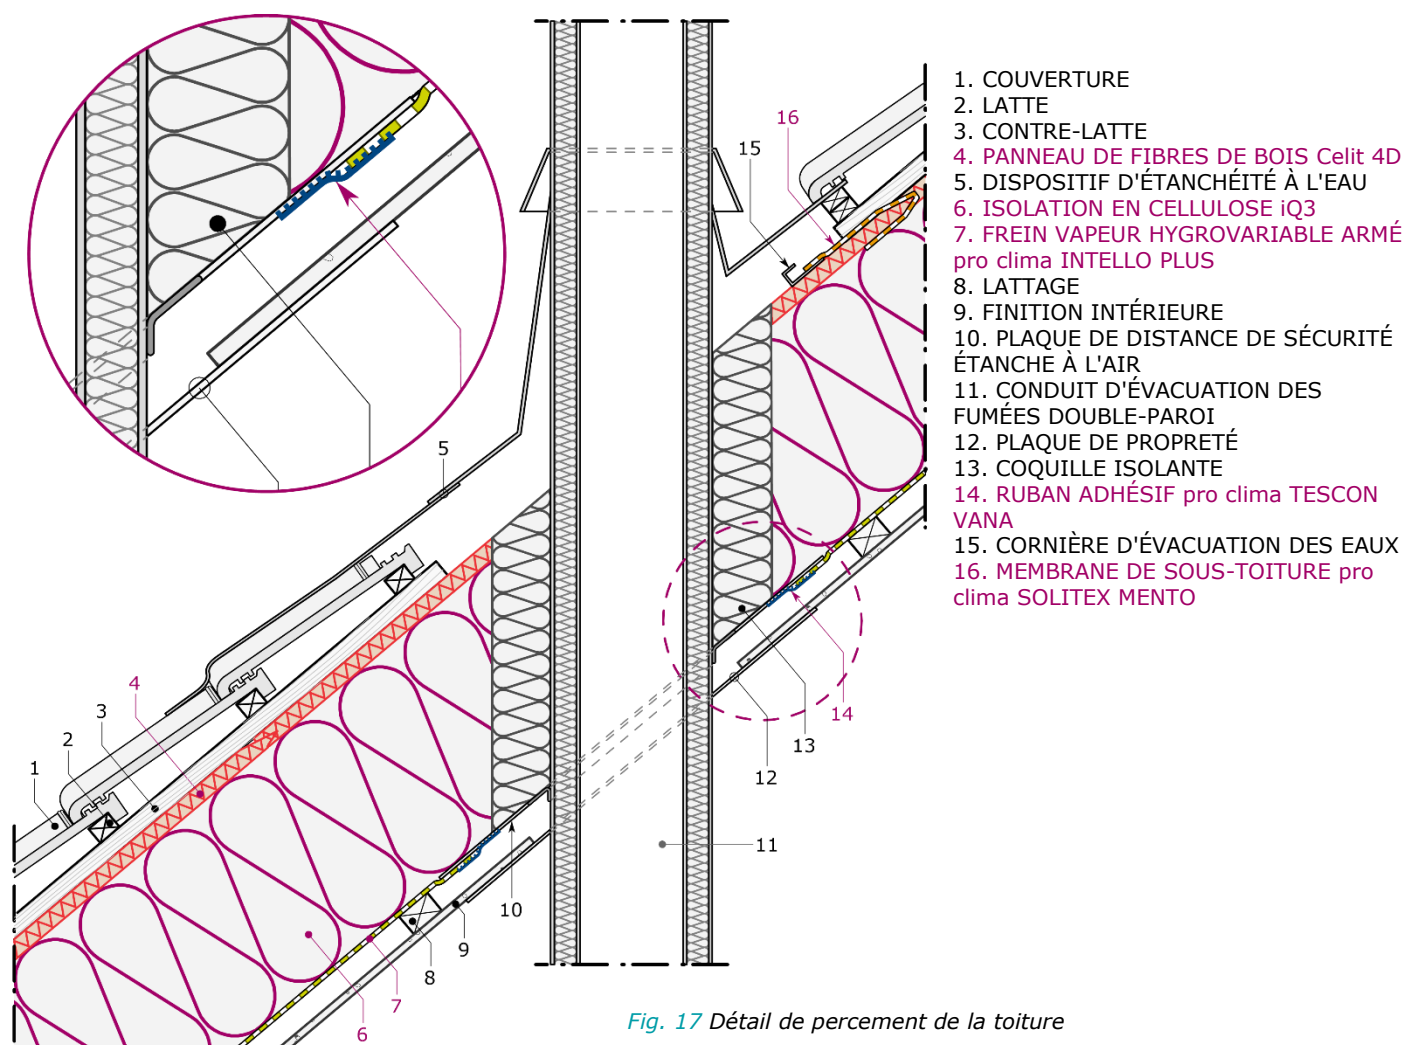 1. COUVERTURE
2. LATTE
3. CONTRE-LATTE
4. PANNEAU DE FIBRES DE BOIS Celit 4D
5. DISPOSITIF D'ÉTANCHÉITÉ À L'EAU
6. ISOLATION EN CELLULOSE iQ3
7. FREIN VAPEUR HYGROVARIABLE ARMÉ
pro clima INTELLO PLUS
8. LATTAGE
9. FINITION INTÉRIEURE
10. PLAQUE DE DISTANCE DE SÉCURITÉ
ÉTANCHE À L'AIR
11. CONDUIT D'ÉVACUATION DES
FUMÉES DOUBLE-PAROI
12. PLAQUE DE PROPRETÉ
13. COQUILLE ISOLANTE
14. RUBAN ADHÉSIF pro clima TESCON
VANA
15. CORNIÈRE D'ÉVACUATION DES EAUX
16. MEMBRANE DE SOUS-TOITURE pro
clima SOLITEX MENTO
16
15
5
4
3
2
1
14
13
12
11
10
9
8
7
6
Fig. 17 Détail de percement de la toiture